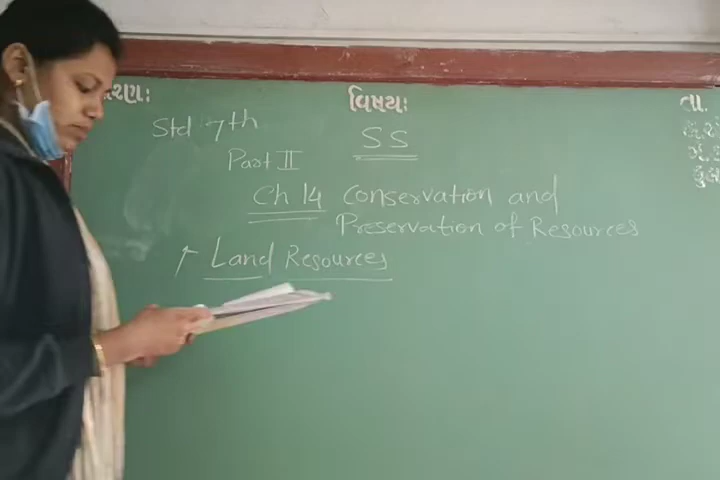 વિષય: તા.
Std 7th SS
Part II
Ch 14 Conservation and
Preservation of Resources
Land Resources